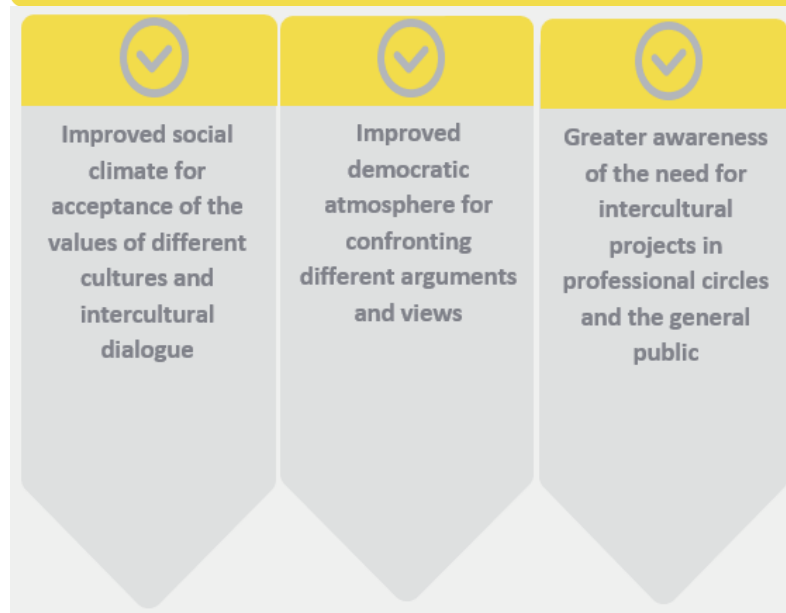 Improved social
climate for
acceptance of the
values of different
cultures and
intercultural
dialogue
Improved
democratic
atmosphere for
confronting
different arguments
and views
Greater awareness
of the need for
intercultural
projects in
professional circles
and the general
public